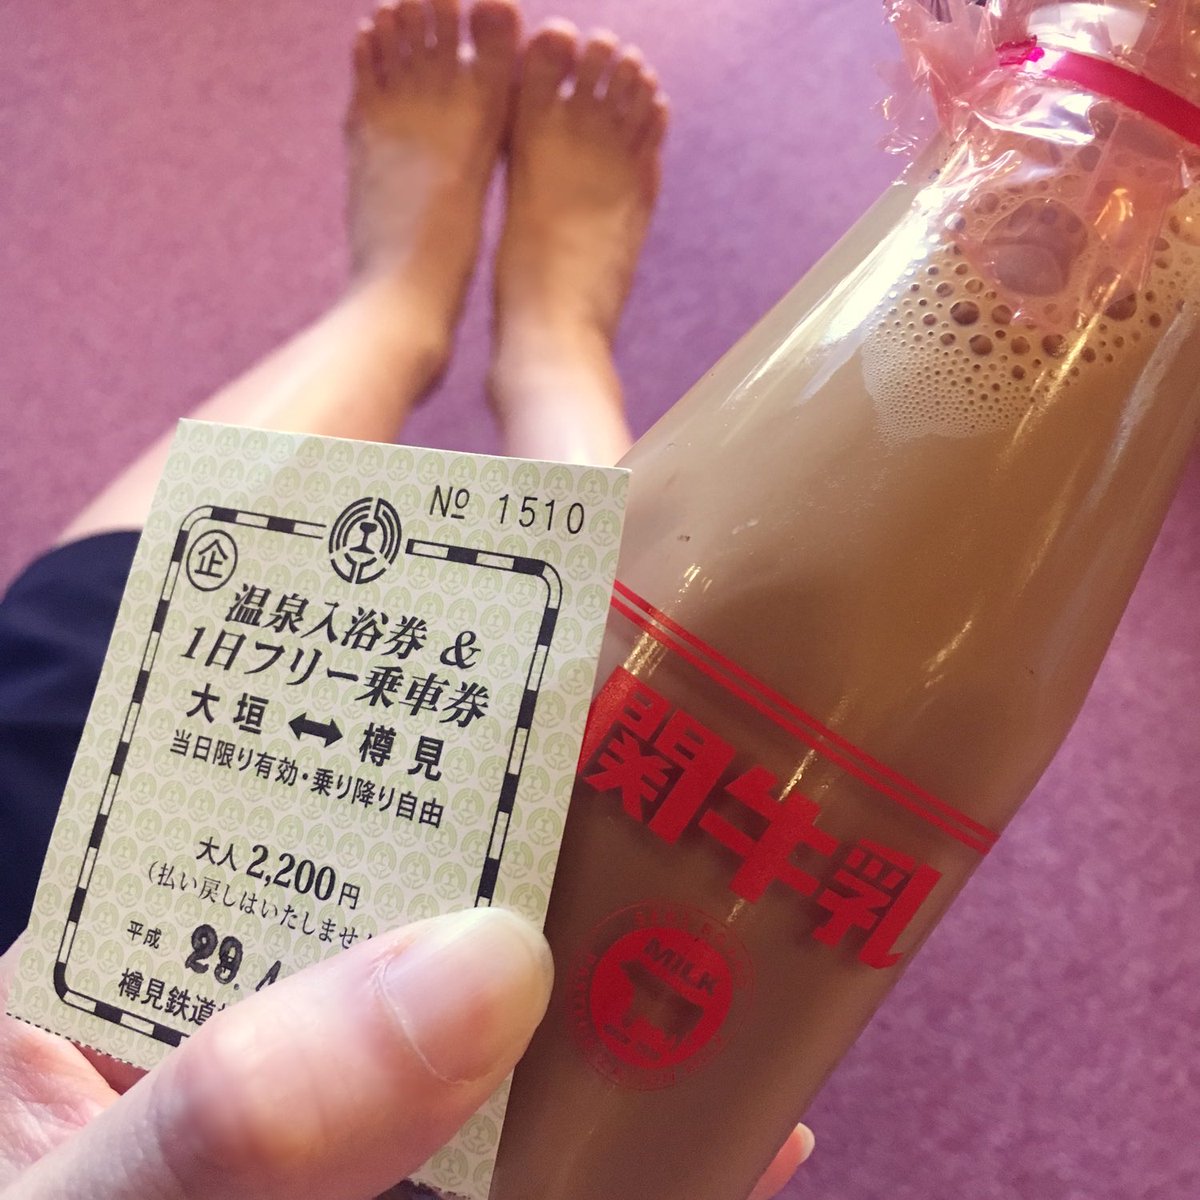 № 1510
企
温泉入浴券 &
1日フリー乗車券
大垣 ↔ 樽見
当日限り有効・乗り降り自由
大人 2,200円
(払い戻しはいたしませ
平成 29.
樽見鉄道
関牛乳
MILK